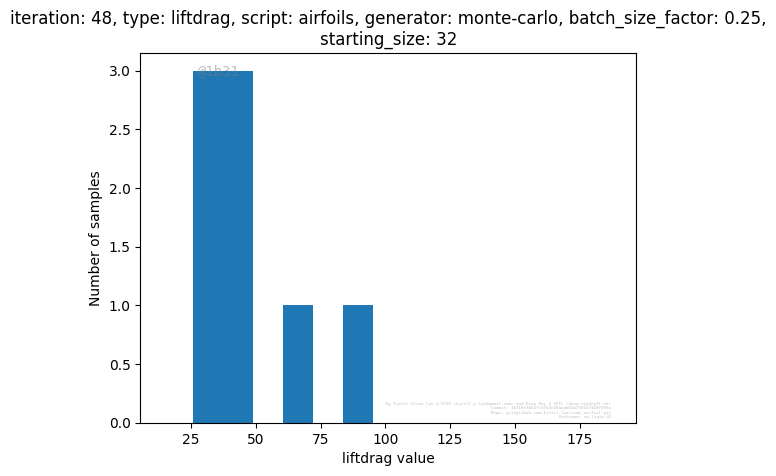 iteration: 48, type: liftdrag, script: airfoils, generator: monte-carlo, batch_size_factor: 0.25,
starting_size: 32
3.0
2.5
2.0
1.5
1.0
0.5
0.0
Number of samples
@1b31
25 50 75 100 125 150 175
liftdrag value